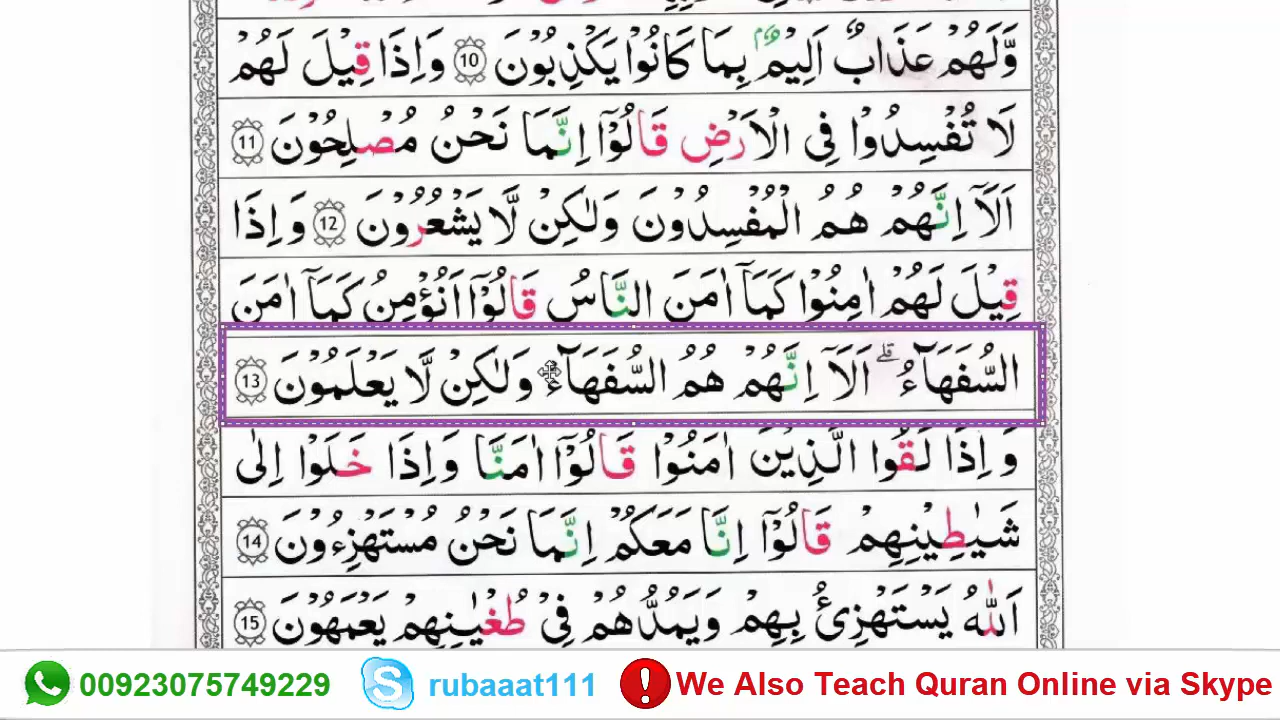 وَّلَهُمْ عَذَابٌ اَلِيْمٌۢ بِمَا كَانُوْا يَكْذِبُوْنَ 10 وَاِذَا قِيْلَ لَهُمْ
لَا تُفْسِدُوْا فِى الْاَرْضِ قَالُوْٓا اِنَّمَا نَحْنُ مُصْلِحُوْنَ 11
اَلَآ اِنَّهُمْ هُمُ الْمُفْسِدُوْنَ وَلٰكِنْ لَّا يَشْعُرُوْنَ 12 وَاِذَا
قِيْلَ لَهُمْ اٰمِنُوْا كَمَآ اٰمَنَ النَّاسُ قَالُوْٓا اَنُؤْمِنُ كَمَآ اٰمَنَ
السُّفَهَآءُ ۗ اَلَآ اِنَّهُمْ هُمُ السُّفَهَآءُ وَلٰكِنْ لَّا يَعْلَمُوْنَ 13
وَاِذَا لَقُوا الَّذِيْنَ اٰمَنُوْا قَالُوْٓا اٰمَنَّا وَاِذَا خَلَوْا اِلٰى
شَيٰطِيْنِهِمْ قَالُوْٓا اِنَّا مَعَكُمْ اِنَّمَا نَحْنُ مُسْتَهْزِءُوْنَ 14
اَللّٰهُ يَسْتَهْزِئُ بِهِمْ وَيَمُدُّهُمْ فِيْ طُغْيٰنِهِمْ يَعْمَهُوْنَ 15
00923075749229 rubaaat111 We Also Teach Quran Online via Skype